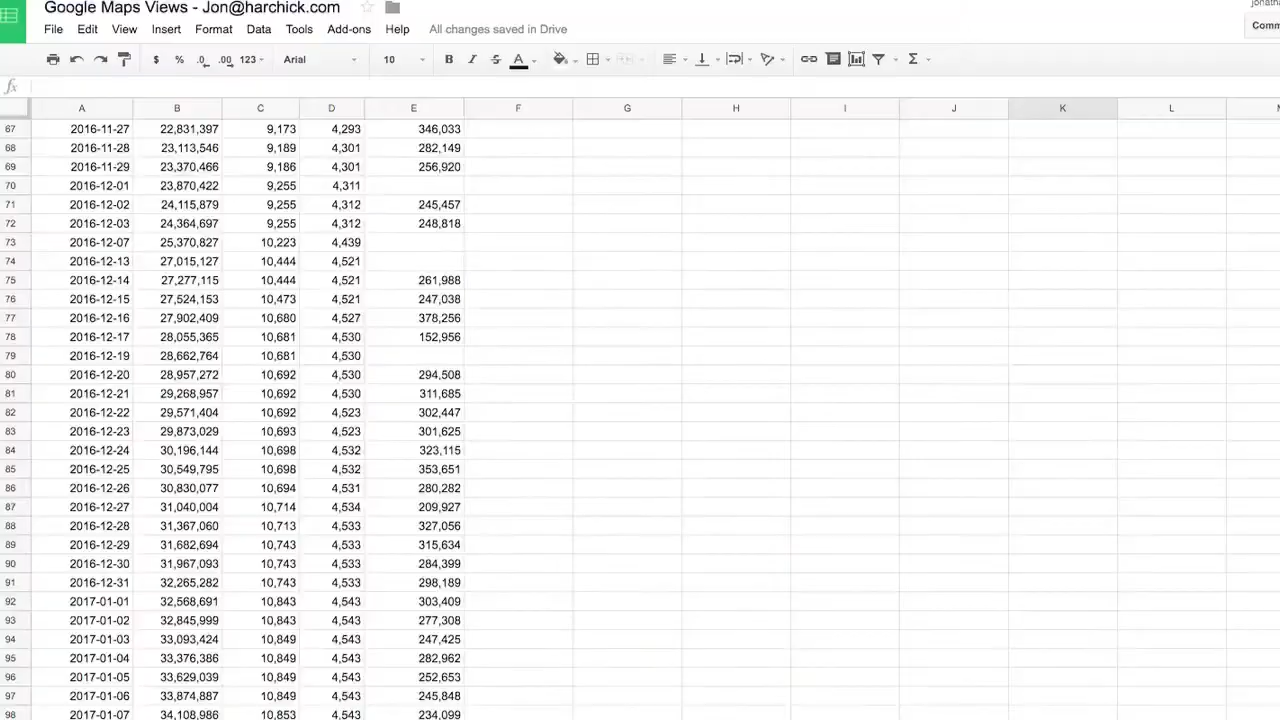 Google Maps Views - Jon@harchick.com
jonatha
File Edit View Insert Format Data Tools Add-ons Help All changes saved in Drive
Comm
$ % .0 .00 123 Arial 10 B I S A Σ
fx
A B C D E F G H I J K L M
67 2016-11-27 22,831,397 9,173 4,293 346,033
68 2016-11-28 23,113,546 9,189 4,301 282,149
69 2016-11-29 23,370,466 9,186 4,301 256,920
70 2016-12-01 23,870,422 9,255 4,311
71 2016-12-02 24,115,879 9,255 4,312 245,457
72 2016-12-03 24,364,697 9,255 4,312 248,818
73 2016-12-07 25,370,827 10,223 4,439
74 2016-12-13 27,015,127 10,444 4,521
75 2016-12-14 27,277,115 10,444 4,521 261,988
76 2016-12-15 27,524,153 10,473 4,521 247,038
77 2016-12-16 27,902,409 10,680 4,527 378,256
78 2016-12-17 28,055,365 10,681 4,530 152,956
79 2016-12-19 28,662,764 10,681 4,530
80 2016-12-20 28,957,272 10,692 4,530 294,508
81 2016-12-21 29,268,957 10,692 4,530 311,685
82 2016-12-22 29,571,404 10,692 4,523 302,447
83 2016-12-23 29,873,029 10,693 4,523 301,625
84 2016-12-24 30,196,144 10,698 4,532 323,115
85 2016-12-25 30,549,795 10,698 4,532 353,651
86 2016-12-26 30,830,077 10,694 4,531 280,282
87 2016-12-27 31,040,004 10,714 4,534 209,927
88 2016-12-28 31,367,060 10,713 4,533 327,056
89 2016-12-29 31,682,694 10,743 4,533 315,634
90 2016-12-30 31,967,093 10,743 4,533 284,399
91 2016-12-31 32,265,282 10,743 4,533 298,189
92 2017-01-01 32,568,691 10,843 4,543 303,409
93 2017-01-02 32,845,999 10,843 4,543 277,308
94 2017-01-03 33,093,424 10,849 4,543 247,425
95 2017-01-04 33,376,386 10,849 4,543 282,962
96 2017-01-05 33,629,039 10,849 4,543 252,653
97 2017-01-06 33,874,887 10,849 4,543 245,848
98 2017-01-07 34,108,986 10,853 4,543 234,099